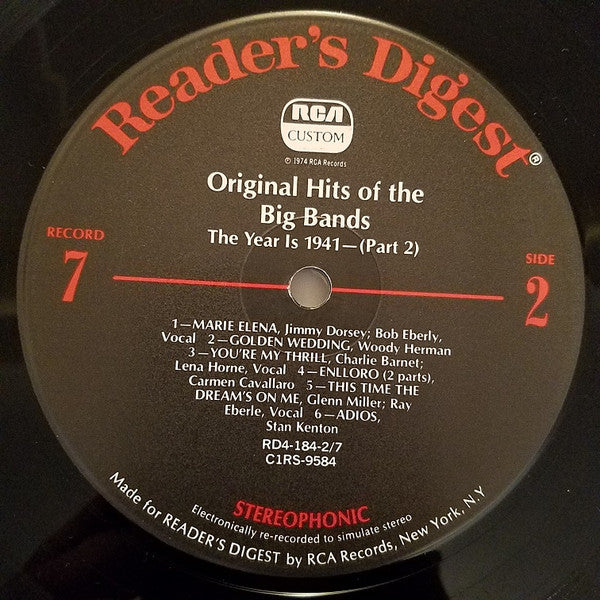 Reader's Digest®
RCA
CUSTOM
℗ 1974 RCA Records
Original Hits of the
Big Bands
The Year Is 1941—(Part 2)
RECORD
7
SIDE
2
1—MARIE ELENA, Jimmy Dorsey; Bob Eberly,
Vocal 2—GOLDEN WEDDING, Woody Herman
3—YOU'RE MY THRILL, Charlie Barnet;
Lena Horne, Vocal 4—ENLLORO (2 parts),
Carmen Cavallaro 5—THIS TIME THE
DREAM'S ON ME, Glenn Miller; Ray
Eberle, Vocal 6—ADIOS,
Stan Kenton
RD4-184-2/7
C1RS-9584
STEREOPHONIC
Electronically re-recorded to simulate stereo
Made for READER'S DIGEST by RCA Records, New York, N.Y